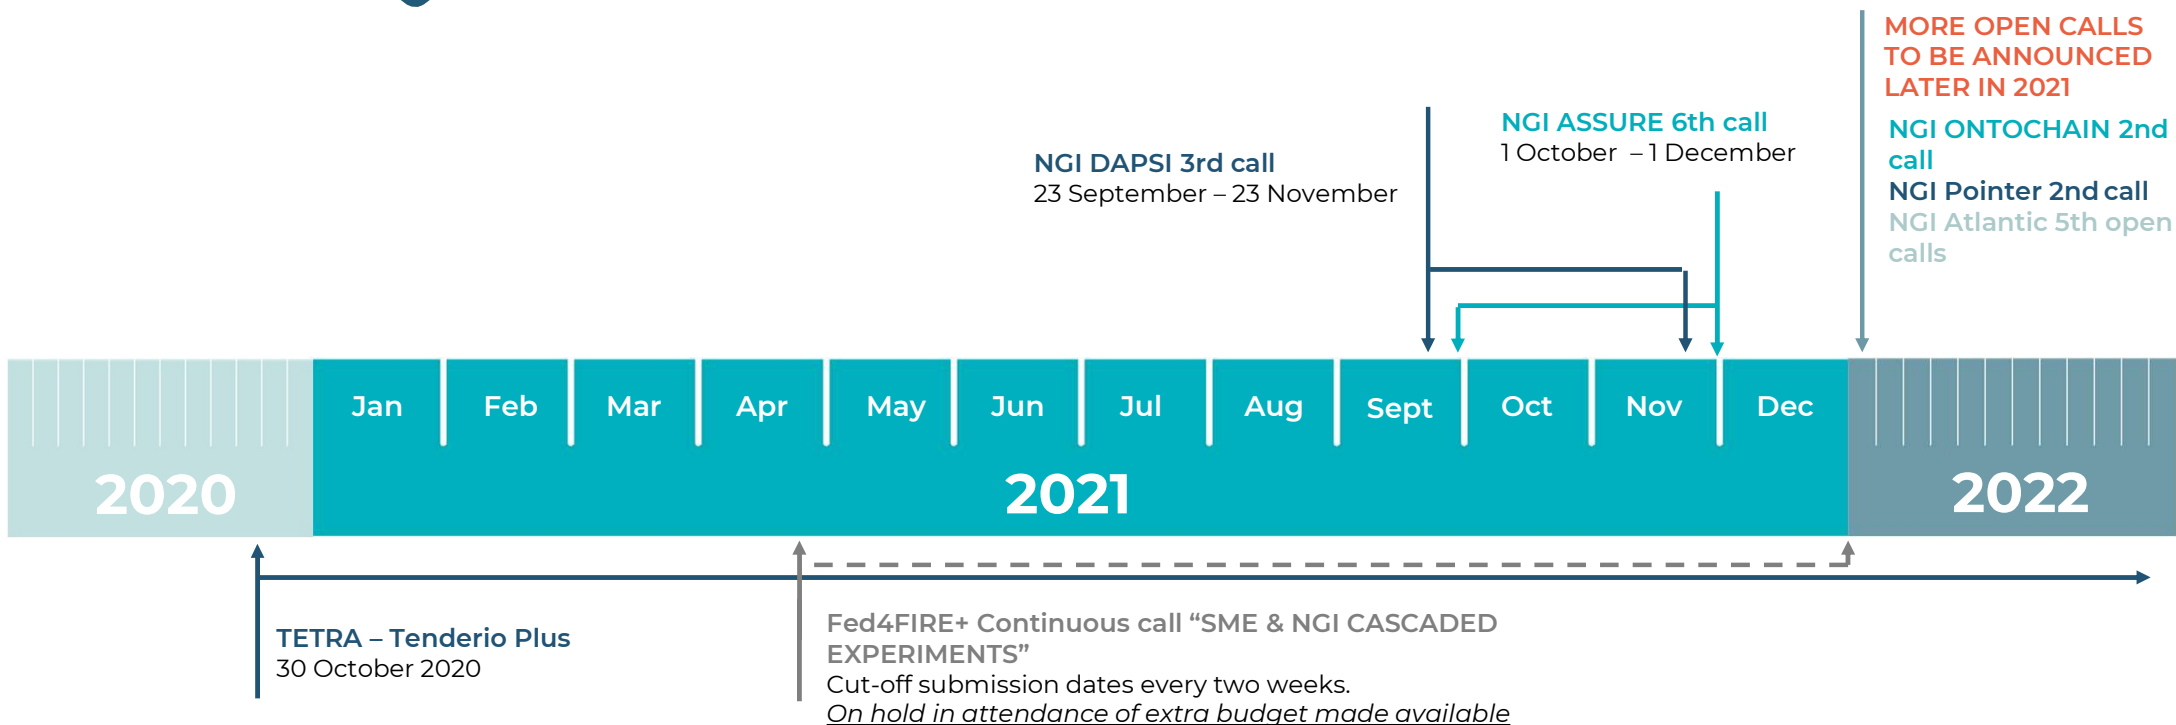 MORE OPEN CALLS
TO BE ANNOUNCED
LATER IN 2021
NGI ONTOCHAIN 2nd
call
NGI Pointer 2nd call
NGI Atlantic 5th open
calls
NGI ASSURE 6th call
1 October – 1 December
NGI DAPSI 3rd call
23 September – 23 November
Jan
Feb
Mar
Apr
May
Jun
Jul
Aug
Sept
Oct
Nov
Dec
2020
2021
2022
TETRA – Tenderio Plus
30 October 2020
Fed4FIRE+ Continuous call “SME & NGI CASCADED
EXPERIMENTS”
Cut-off submission dates every two weeks.
On hold in attendance of extra budget made available